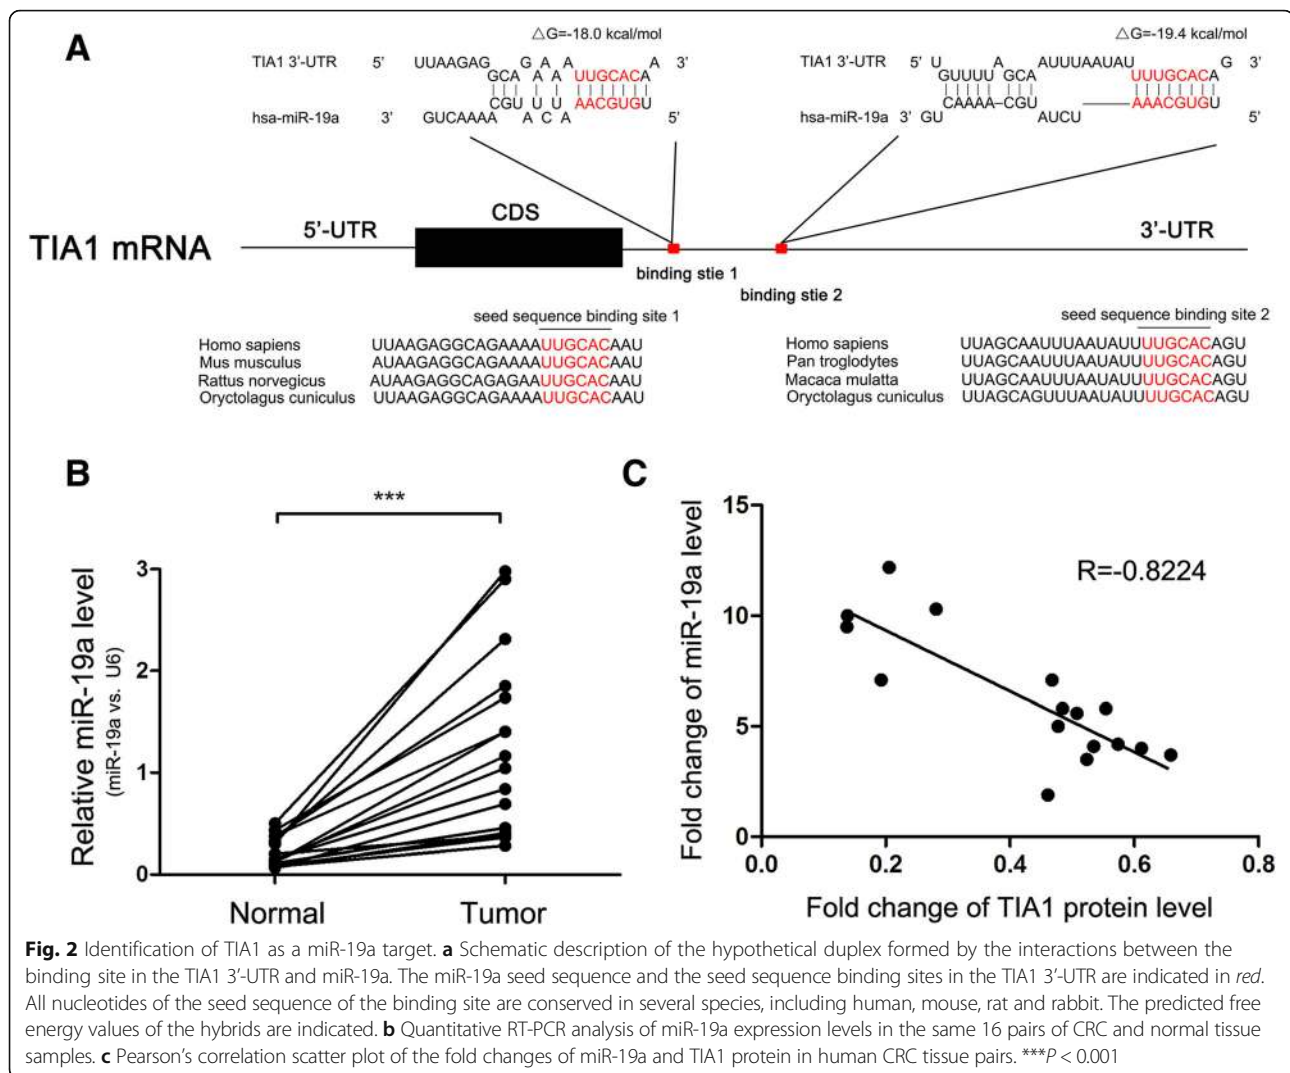 A
△G=-18.0 kcal/mol
TIA1 3'-UTR 5' UUAAGAG G A A A 3'
GCA A A UUGCACA
CGU U U AACGUGU
hsa-miR-19a 3' GUCAAAA A C A 5'
△G=-19.4 kcal/mol
TIA1 3'-UTR 5' U A AUUUAAUAU G 3'
GUUUU GCA UUUGCACA
CAAAA–CGU AAACGUGU
hsa-miR-19a 3' GU AUCU 5'
TIA1 mRNA
5'-UTR
CDS
3'-UTR
binding stie 1
binding stie 2
seed sequence binding site 1
Homo sapiens UUAAGAGGCAGAAAAUUGCACAAU
Mus musculus AUAAGAGGCAGAAAAUUGCACAAU
Rattus norvegicus AUAAGAGGCAGAGAAUUGCACAAU
Oryctolagus cuniculus UUAAGAGGCAGAAAAUUGCACAAU
seed sequence binding site 2
Homo sapiens UUAGCAAUUUAAUAUUUUGCACAGU
Pan troglodytes UUAGCAAUUUAAUAUUUUGCACAGU
Macaca mulatta UUAGCAAUUUAAUAUUUUGCACAGU
Oryctolagus cuniculus UUAGCAGUUUAAUAUUUUGCACAGU
B
***
Relative miR-19a level
(miR-19a vs. U6)
3
2
1
0
Normal Tumor
C
Fold change of miR-19a level
15
10
5
0
R=-0.8224
0.0 0.2 0.4 0.6 0.8
Fold change of TIA1 protein level
Fig. 2 Identification of TIA1 as a miR-19a target. a Schematic description of the hypothetical duplex formed by the interactions between the
binding site in the TIA1 3′-UTR and miR-19a. The miR-19a seed sequence and the seed sequence binding sites in the TIA1 3′-UTR are indicated in red.
All nucleotides of the seed sequence of the binding site are conserved in several species, including human, mouse, rat and rabbit. The predicted free
energy values of the hybrids are indicated. b Quantitative RT-PCR analysis of miR-19a expression levels in the same 16 pairs of CRC and normal tissue
samples. c Pearson's correlation scatter plot of the fold changes of miR-19a and TIA1 protein in human CRC tissue pairs. ***P < 0.001